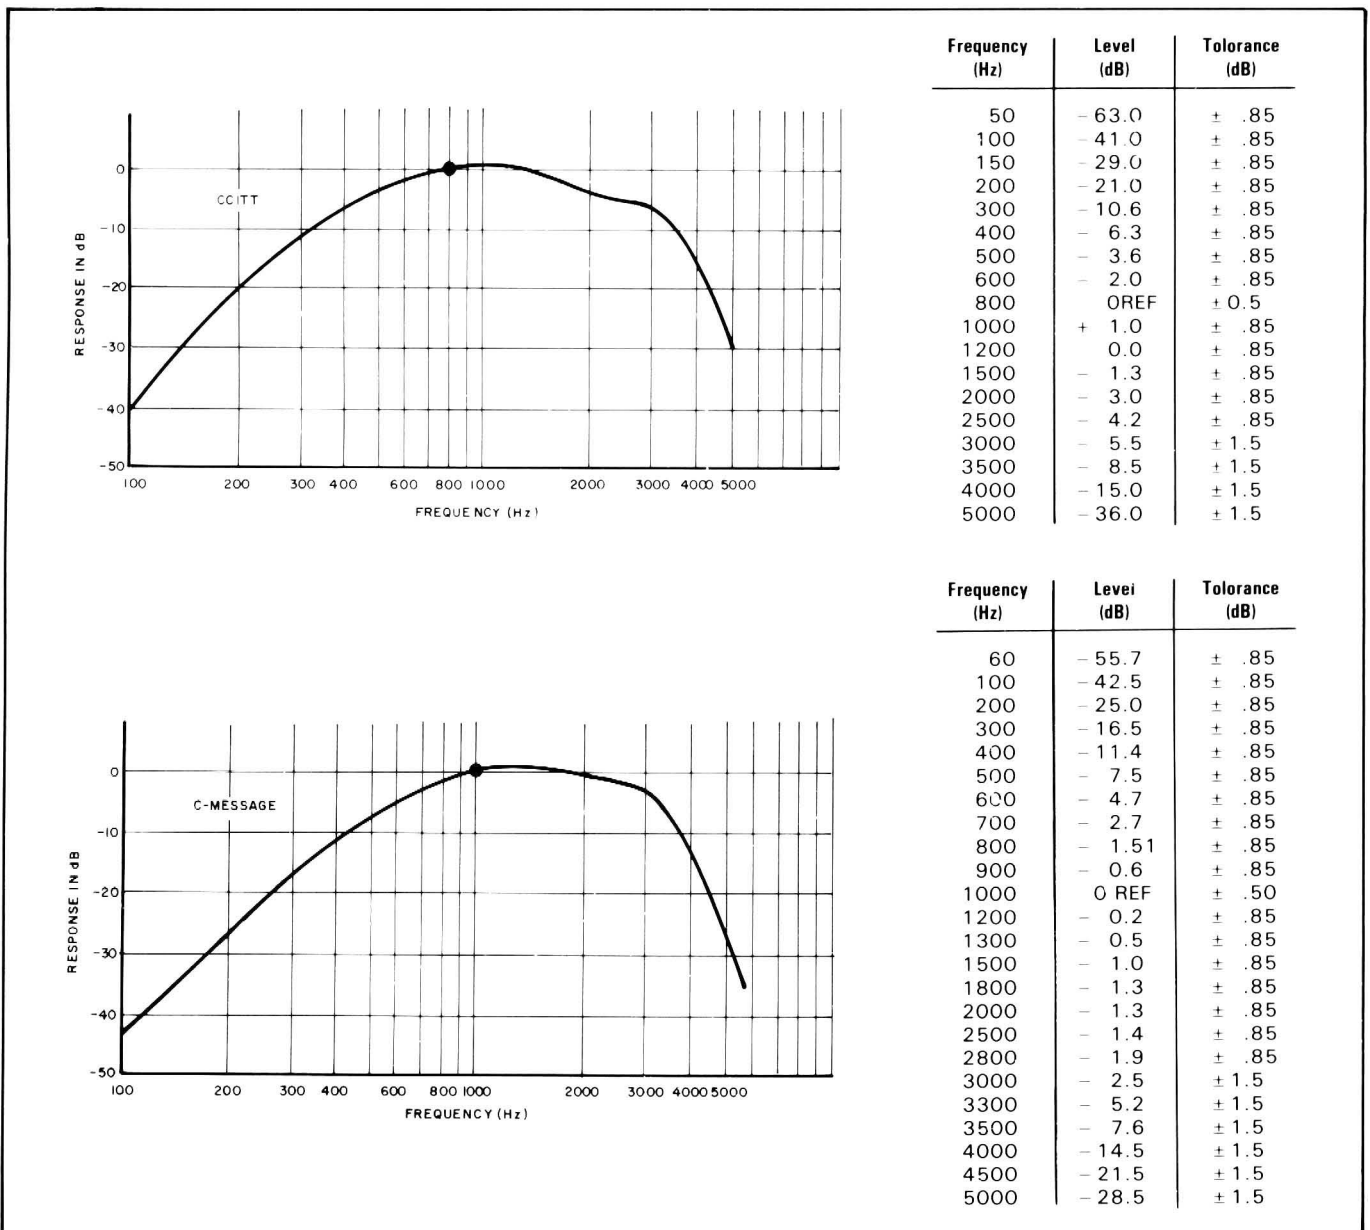 Frequency (Hz) Level (dB) Tolorance (dB)
50 - 63.0 ± .85
100 - 41.0 ± .85
150 - 29.0 ± .85
200 - 21.0 ± .85
300 - 10.6 ± .85
400 - 6.3 ± .85
500 - 3.6 ± .85
600 - 2.0 ± .85
800 0REF ± 0.5
1000 + 1.0 ± .85
1200 0.0 ± .85
1500 - 1.3 ± .85
2000 - 3.0 ± .85
2500 - 4.2 ± .85
3000 - 5.5 ± 1.5
3500 - 8.5 ± 1.5
4000 - 15.0 ± 1.5
5000 - 36.0 ± 1.5
RESPONSE IN dB
0
-10
-20
-30
-40
-50
CCITT
100 200 300 400 600 800 1000 2000 3000 4000 5000
FREQUENCY (Hz)
Frequency (Hz) Level (dB) Tolorance (dB)
60 - 55.7 ± .85
100 - 42.5 ± .85
200 - 25.0 ± .85
300 - 16.5 ± .85
400 - 11.4 ± .85
500 - 7.5 ± .85
600 - 4.7 ± .85
700 - 2.7 ± .85
800 - 1.51 ± .85
900 - 0.6 ± .85
1000 0 REF ± .50
1200 - 0.2 ± .85
1300 - 0.5 ± .85
1500 - 1.0 ± .85
1800 - 1.3 ± .85
2000 - 1.3 ± .85
2500 - 1.4 ± .85
2800 - 1.9 ± .85
3000 - 2.5 ± 1.5
3300 - 5.2 ± 1.5
3500 - 7.6 ± 1.5
4000 - 14.5 ± 1.5
4500 - 21.5 ± 1.5
5000 - 28.5 ± 1.5
RESPONSE IN dB
0
-10
-20
-30
-40
-50
C-MESSAGE
100 200 300 400 600 800 1000 2000 3000 4000 5000
FREQUENCY (Hz)